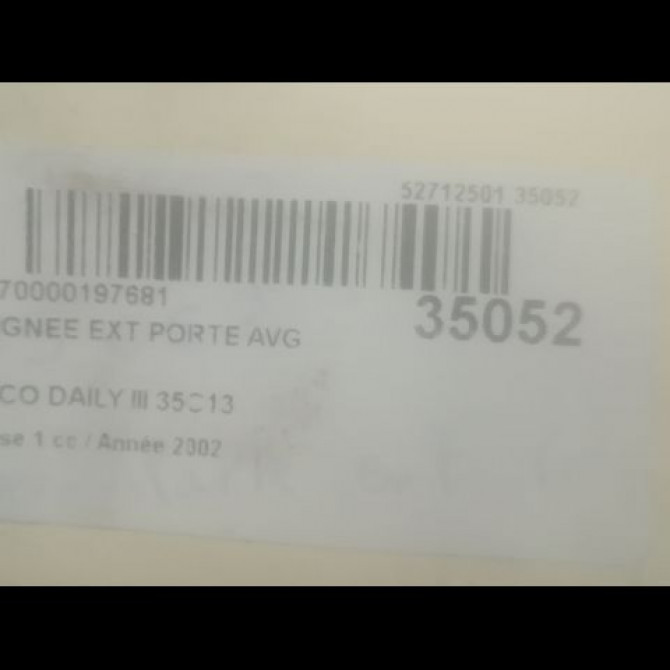 52712501 35052
70000197681
35052
GNEE EXT PORTE AVG
CO DAILY III 35C13
se 1 cc / Année 2002